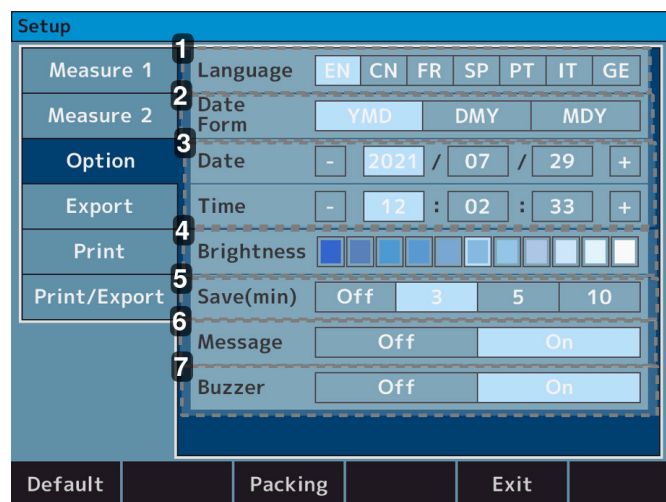 Setup
Measure 1
Measure 2
Option
Export
Print
Print/Export
1
Language EN CN FR SP PT IT GE
2
Date Form YMD DMY MDY
3
Date - 2021 / 07 / 29 +
Time - 12 : 02 : 33 +
4
Brightness
5
Save(min) Off 3 5 10
6
Message Off On
7
Buzzer Off On
Default Packing Exit